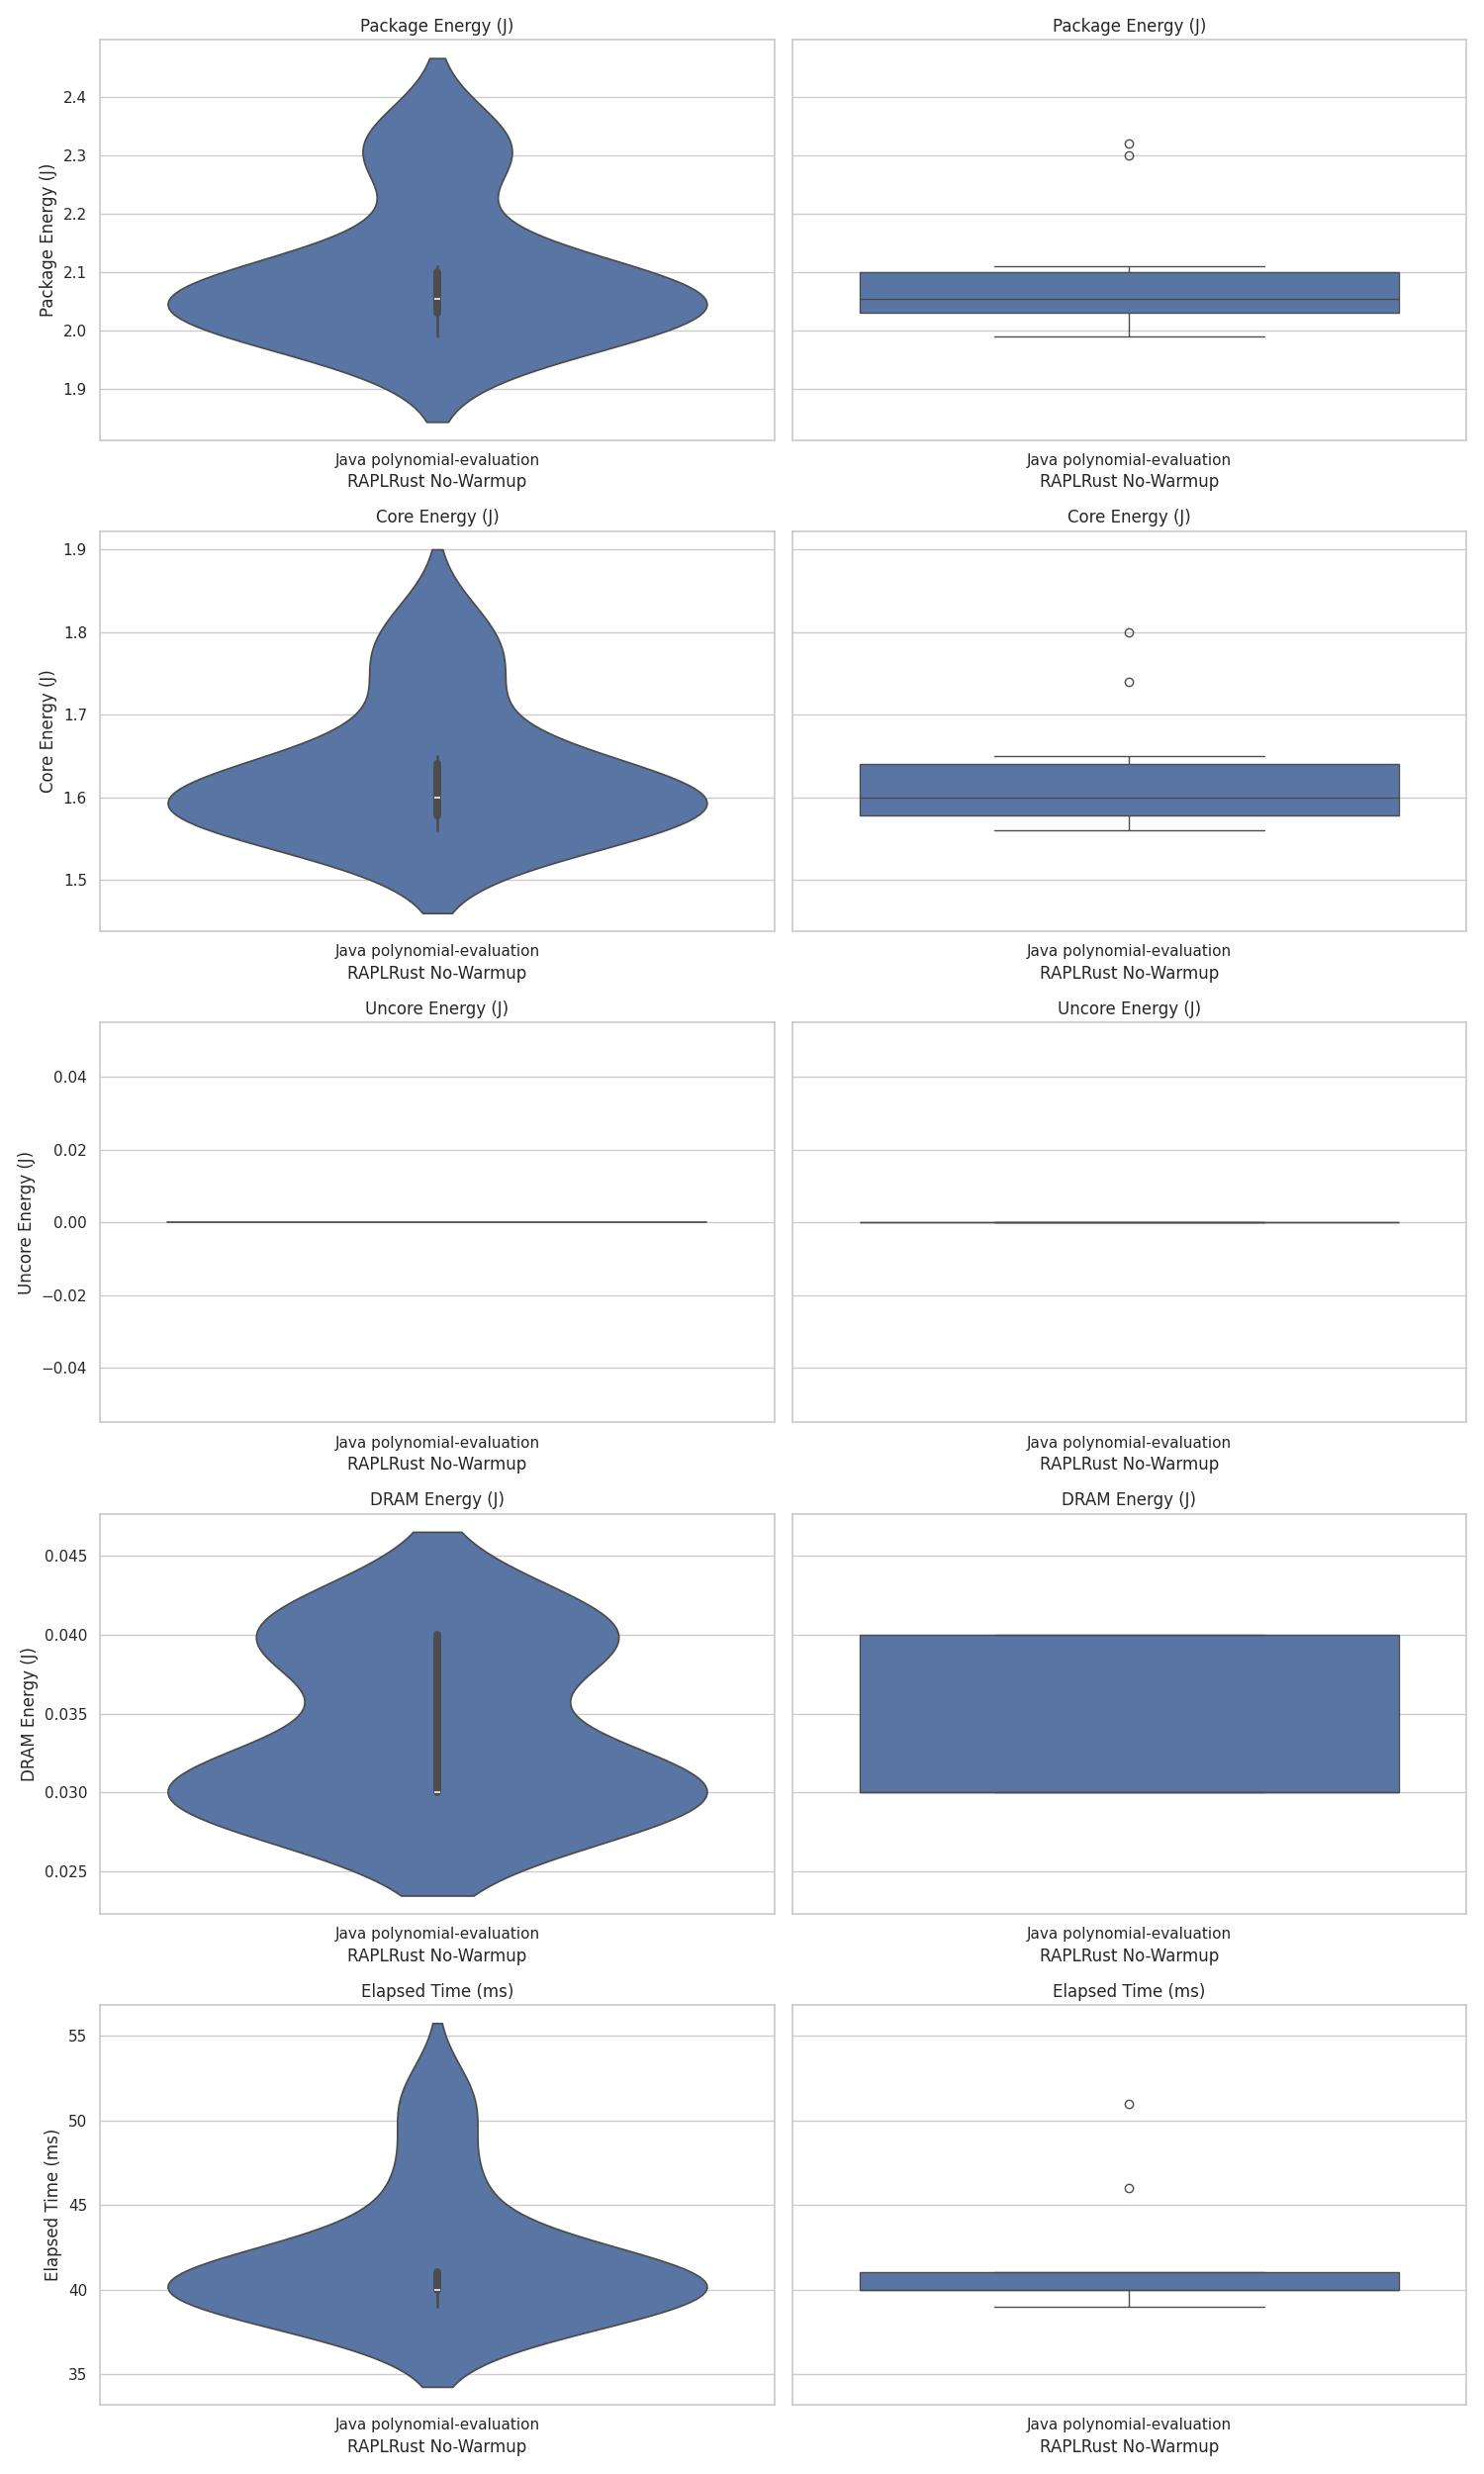 Package Energy (J)
Package Energy (J)
Package Energy (J)
2.4
2.3
2.2
2.1
2.0
1.9
Java polynomial-evaluation
RAPLRust No-Warmup
Java polynomial-evaluation
RAPLRust No-Warmup
Core Energy (J)
Core Energy (J)
Core Energy (J)
1.9
1.8
1.7
1.6
1.5
Java polynomial-evaluation
RAPLRust No-Warmup
Java polynomial-evaluation
RAPLRust No-Warmup
Uncore Energy (J)
Uncore Energy (J)
Uncore Energy (J)
0.04
0.02
0.00
−0.02
−0.04
Java polynomial-evaluation
RAPLRust No-Warmup
Java polynomial-evaluation
RAPLRust No-Warmup
DRAM Energy (J)
DRAM Energy (J)
DRAM Energy (J)
0.045
0.040
0.035
0.030
0.025
Java polynomial-evaluation
RAPLRust No-Warmup
Java polynomial-evaluation
RAPLRust No-Warmup
Elapsed Time (ms)
Elapsed Time (ms)
Elapsed Time (ms)
55
50
45
40
35
Java polynomial-evaluation
RAPLRust No-Warmup
Java polynomial-evaluation
RAPLRust No-Warmup